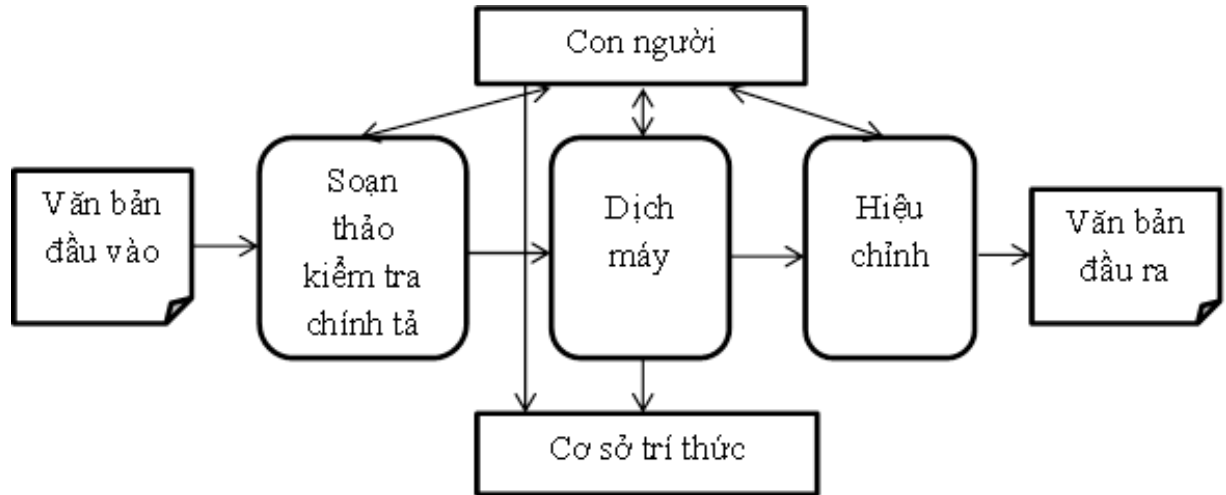 Con người
Văn bản
đầu vào
Soạn
thảo
kiểm tra
chính tả
Dịch
máy
Hiệu
chỉnh
Văn bản
đầu ra
Cơ sở trí thức